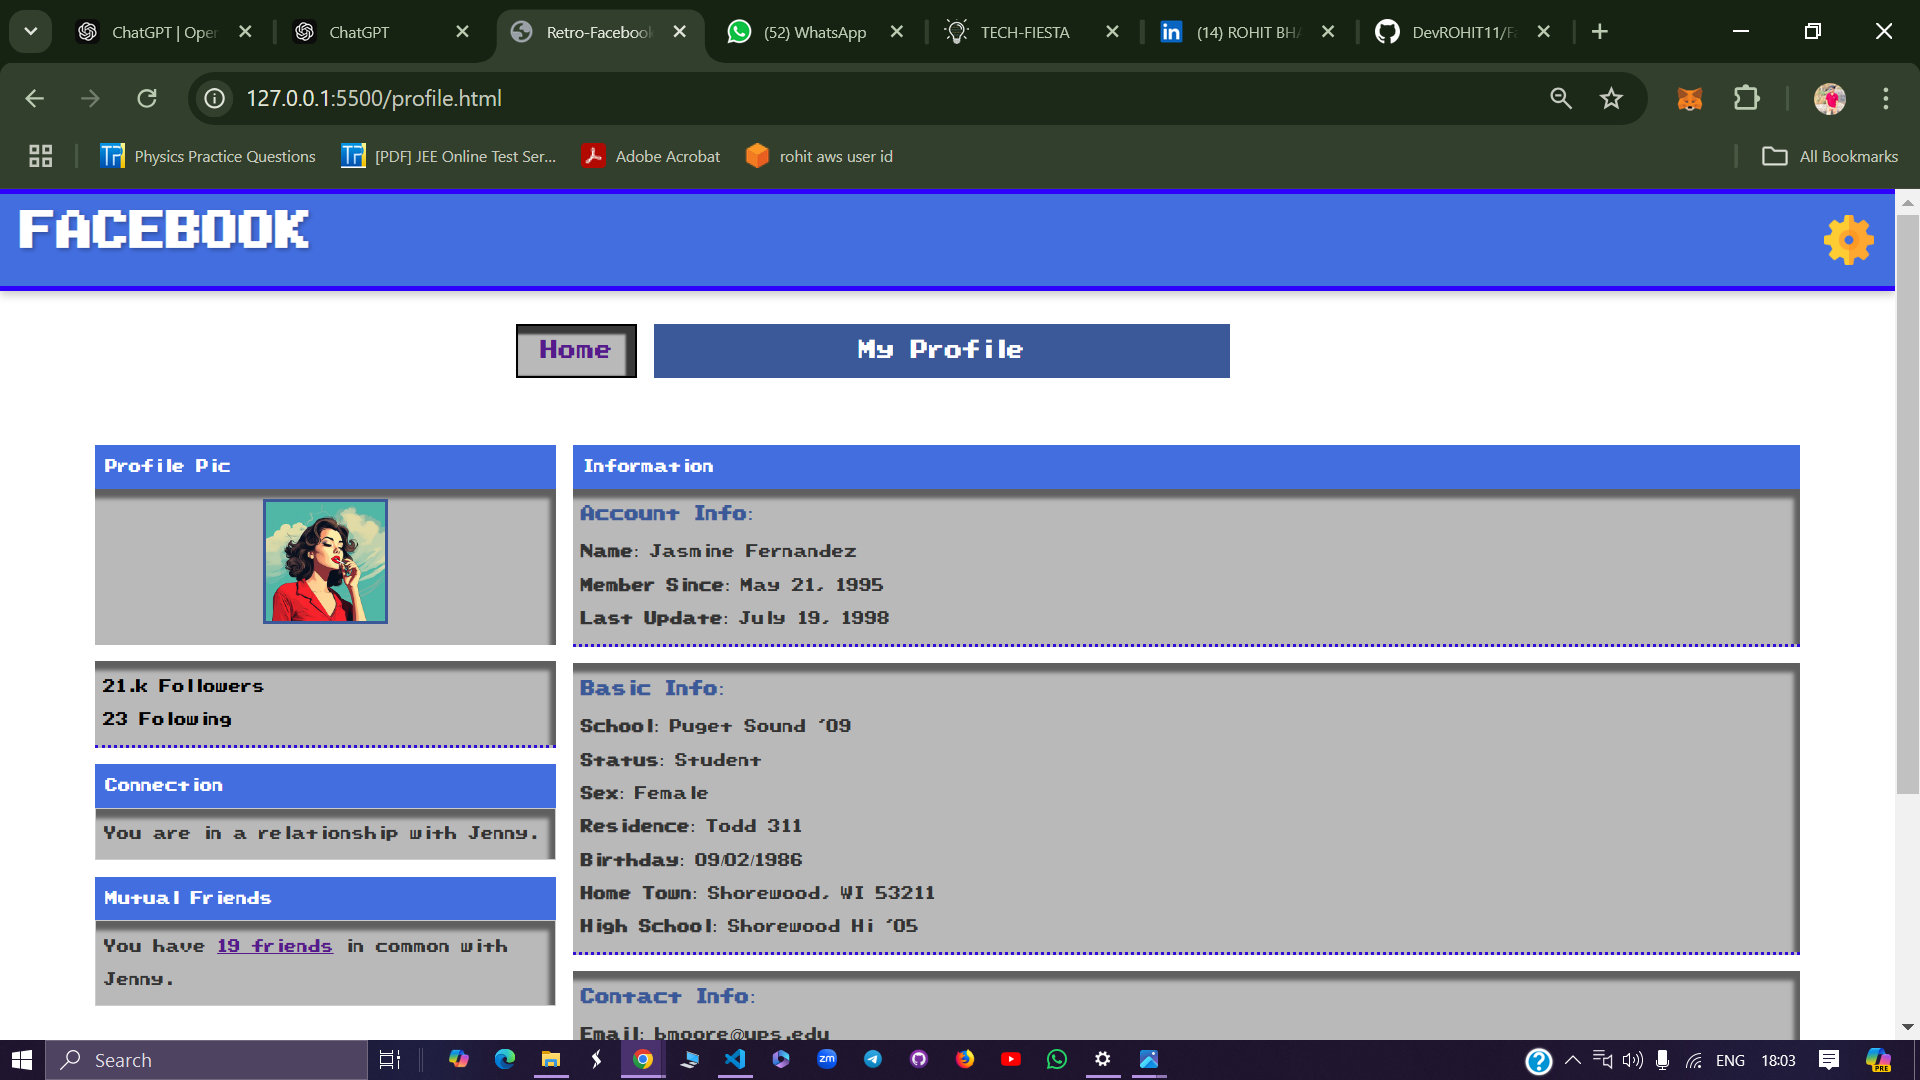 ChatGPT | Oper
ChatGPT
Retro-Facebook
(52) WhatsApp
TECH-FIESTA
(14) ROHIT BHA
DevROHIT11/Fa
127.0.0.1:5500/profile.html
Physics Practice Questions
[PDF] JEE Online Test Ser...
Adobe Acrobat
rohit aws user id
All Bookmarks
FACEBOOK
Home
My Profile
Profile Pic
21.k Followers
23 Folowing
Connection
You are in a relationship with Jenny.
Mutual Friends
You have 19 friends in common with
Jenny.
Information
Account Info:
Name: Jasmine Fernandez
Member Since: May 21, 1995
Last Update: July 19, 1998
Basic Info:
School: Puget Sound '09
Status: Student
Sex: Female
Residence: Todd 311
Birthday: 09/02/1986
Home Town: Shorewood, WI 53211
High School: Shorewood Hi '05
Contact Info:
Email: bmoore@ups.edu
Search
ENG
18:03